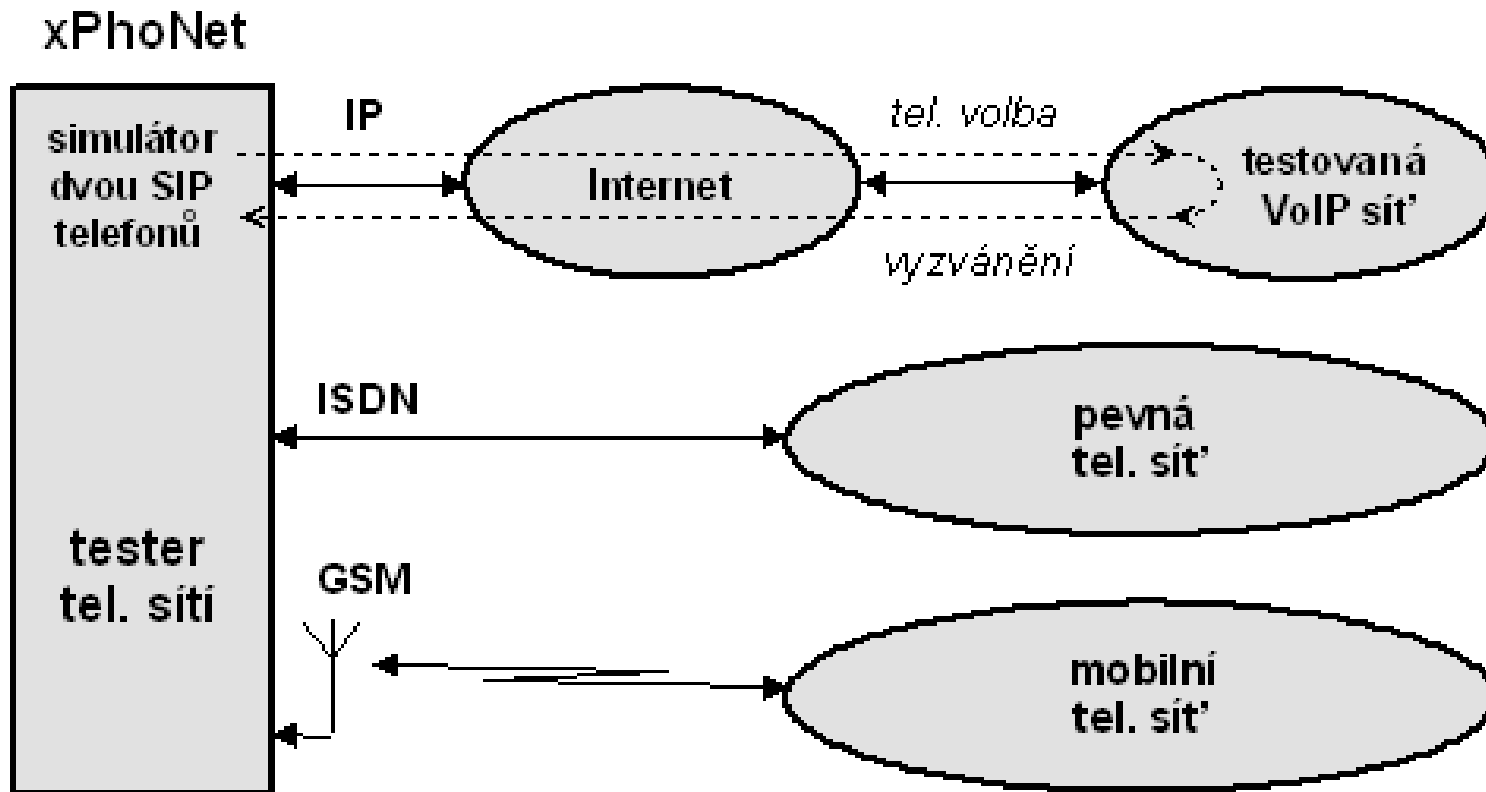 xPhoNet
simulátor
dvou SIP
telefonů
IP
Internet
tel. volba
vyzvánění
testovaná
VoIP síť
ISDN
pevná
tel. síť
tester
tel. sítí
GSM
mobilní
tel. síť